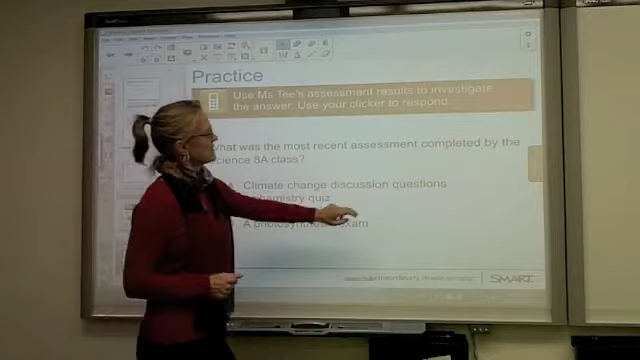 Practice
Use Ms Tee's assessment results to investigate
the answer. Use your clicker to respond.
What was the most recent assessment completed by the
science 8A class?
Climate change discussion questions
chemistry quiz
A photosynthesis exam
SMART
SMART